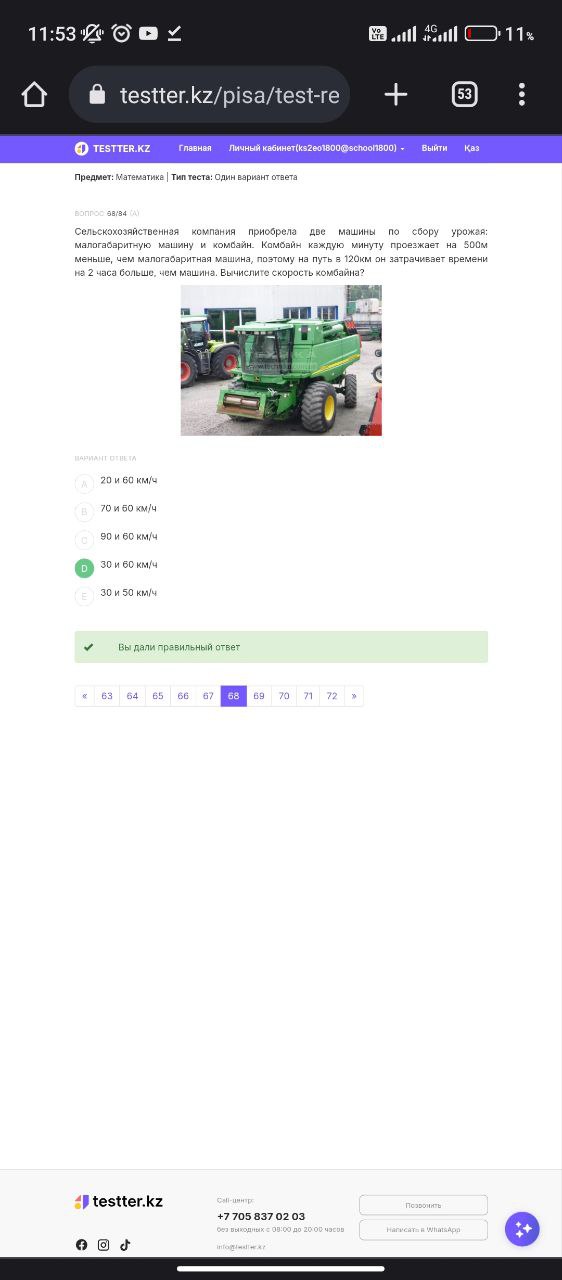 11:53
Vo LTE 4G 11%
testter.kz/pisa/test-re
53
TESTTER.KZ Главная Личный кабинет(ks2eo1800@school1800) Выйти Қаз
Предмет: Математика | Тип теста: Один вариант ответа
ВОПРОС 68/84 (A)
Сельскохозяйственная компания приобрела две машины по сбору урожая:
малогабаритную машину и комбайн. Комбайн каждую минуту проезжает на 500м
меньше, чем малогабаритная машина, поэтому на путь в 120км он затрачивает времени
на 2 часа больше, чем машина. Вычислите скорость комбайна?
ВАРИАНТ ОТВЕТА
A 20 и 60 км/ч
B 70 и 60 км/ч
C 90 и 60 км/ч
D 30 и 60 км/ч
E 30 и 50 км/ч
Вы дали правильный ответ
« 63 64 65 66 67 68 69 70 71 72 »
testter.kz
Call-центр:
+7 705 837 02 03
без выходных с 08:00 до 20:00 часов
info@testter.kz
Позвонить
Написать в WhatsApp